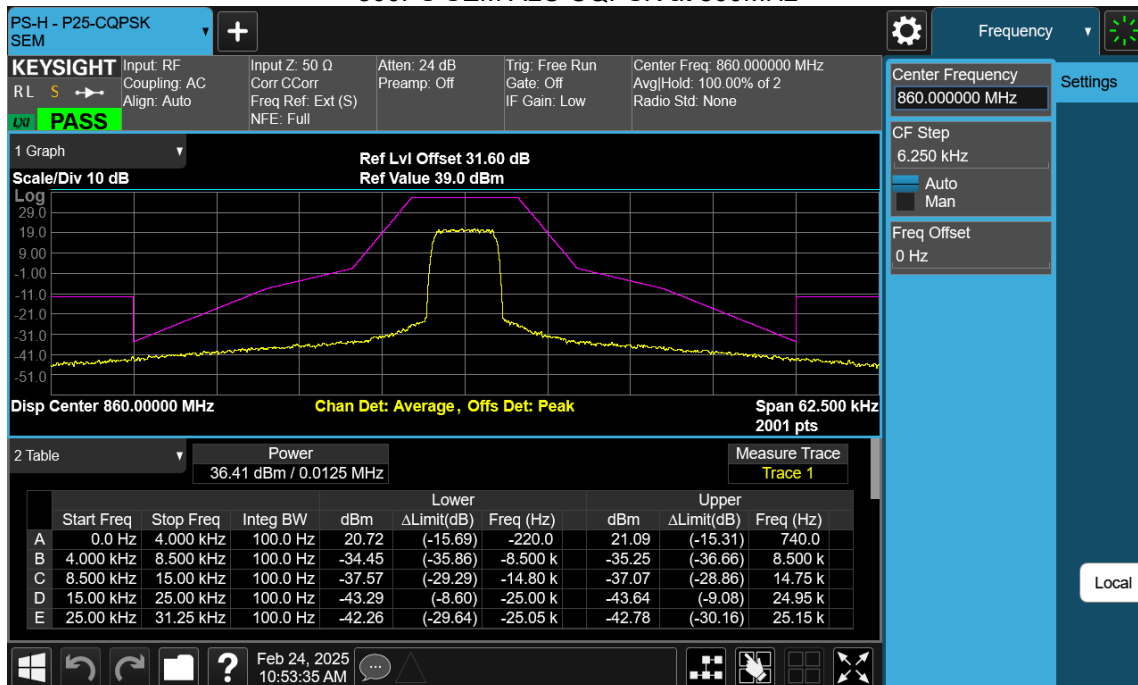 PS-H - P25-CQPSK
SEM
KEYSIGHT
R L S
LXI PASS
Input: RF
Coupling: AC
Align: Auto
Input Z: 50 Ω
Corr CCorr
Freq Ref: Ext (S)
NFE: Full
Atten: 24 dB
Preamp: Off
Trig: Free Run
Gate: Off
IF Gain: Low
Center Freq: 860.000000 MHz
Avg|Hold: 100.00% of 2
Radio Std: None
1 Graph
Scale/Div 10 dB
Ref Lvl Offset 31.60 dB
Ref Value 39.0 dBm
Log
29.0
19.0
9.00
-1.00
-11.0
-21.0
-31.0
-41.0
-51.0
Disp Center 860.00000 MHz
Chan Det: Average, Offs Det: Peak
Span 62.500 kHz
2001 pts
2 Table
Power
36.41 dBm / 0.0125 MHz
Measure Trace
Trace 1
Lower Upper
Start Freq Stop Freq Integ BW dBm ΔLimit(dB) Freq (Hz) dBm ΔLimit(dB) Freq (Hz)
A 0.0 Hz 4.000 kHz 100.0 Hz 20.72 (-15.69) -220.0 21.09 (-15.31) 740.0
B 4.000 kHz 8.500 kHz 100.0 Hz -34.45 (-35.86) -8.500 k -35.25 (-36.66) 8.500 k
C 8.500 kHz 15.00 kHz 100.0 Hz -37.57 (-29.29) -14.80 k -37.07 (-28.86) 14.75 k
D 15.00 kHz 25.00 kHz 100.0 Hz -43.29 (-8.60) -25.00 k -43.64 (-9.08) 24.95 k
E 25.00 kHz 31.25 kHz 100.0 Hz -42.26 (-29.64) -25.05 k -42.78 (-30.16) 25.15 k
Feb 24, 2025
10:53:35 AM
Frequency
Settings
Center Frequency
860.000000 MHz
CF Step
6.250 kHz
Auto
Man
Freq Offset
0 Hz
Local